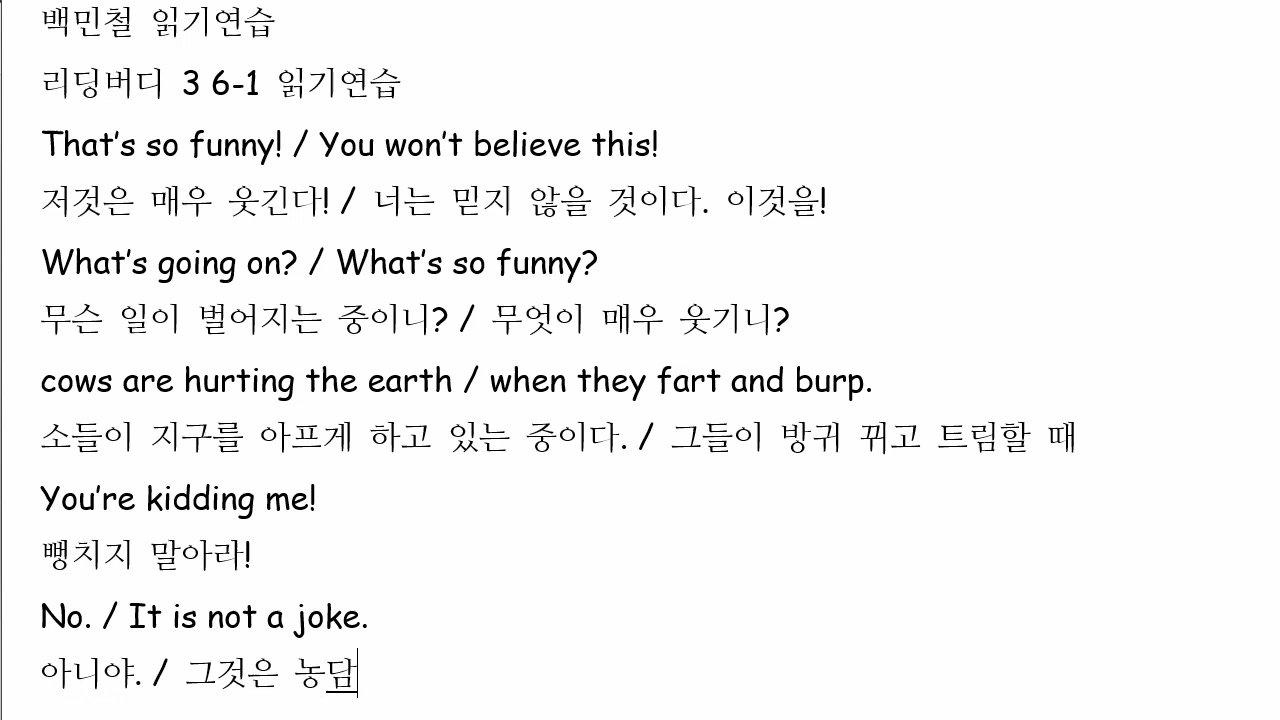 백민철 읽기연습
리딩버디 3 6-1 읽기연습
That's so funny! / You won't believe this!
저것은 매우 웃긴다! / 너는 믿지 않을 것이다. 이것을!
What's going on? / What's so funny?
무슨 일이 벌어지는 중이니? / 무엇이 매우 웃기니?
cows are hurting the earth / when they fart and burp.
소들이 지구를 아프게 하고 있는 중이다. / 그들이 방귀 뀌고 트림할 때
You're kidding me!
뻥치지 말아라!
No. / It is not a joke.
아니야. / 그것은 농담